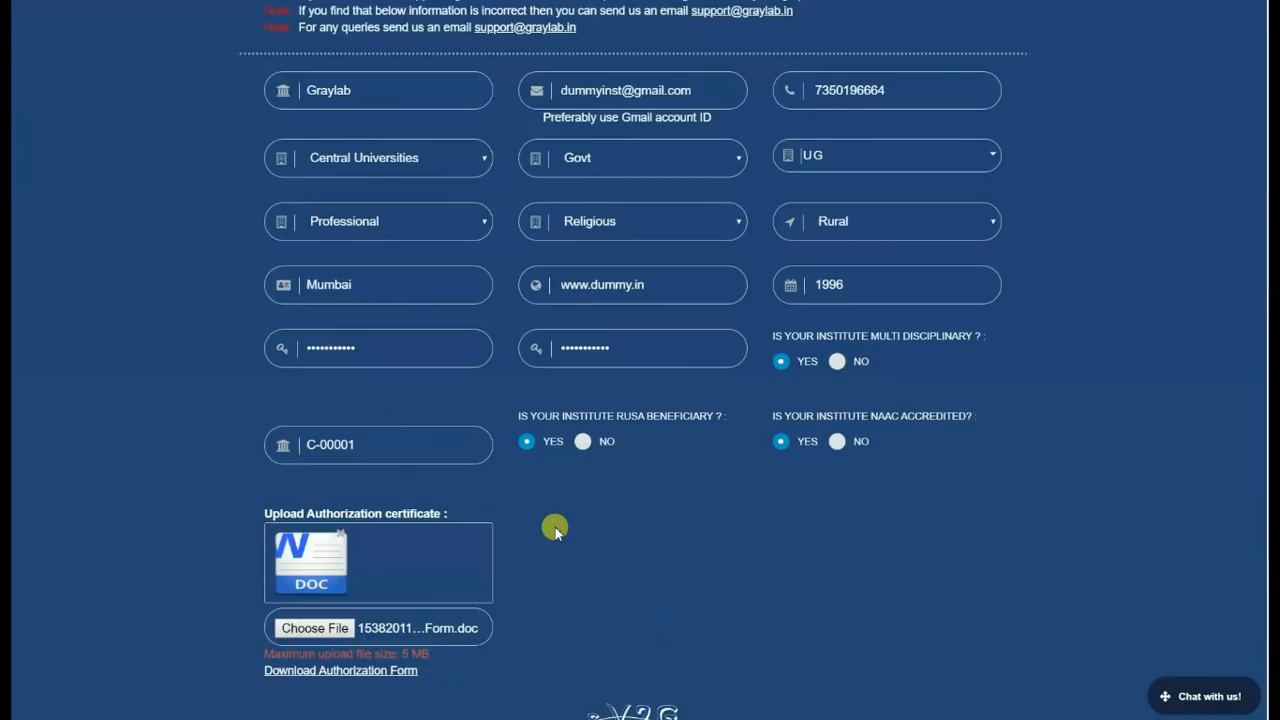 Note: If you find that below information is incorrect then you can send us an email support@graylab.in
Note: For any queries send us an email support@graylab.in
Graylab
dummyinst@gmail.com
7350196664
Preferably use Gmail account ID
Central Universities
Govt
UG
Professional
Religious
Rural
Mumbai
www.dummy.in
1996
•••••••••••
•••••••••••
IS YOUR INSTITUTE MULTI DISCIPLINARY ? :
YES NO
IS YOUR INSTITUTE RUSA BENEFICIARY ? :
IS YOUR INSTITUTE NAAC ACCREDITED? :
C-00001
YES NO
YES NO
Upload Authorization certificate :
DOC
Choose File 15382011...Form.doc
Maximum upload file size: 5 MB
Download Authorization Form
Chat with us!